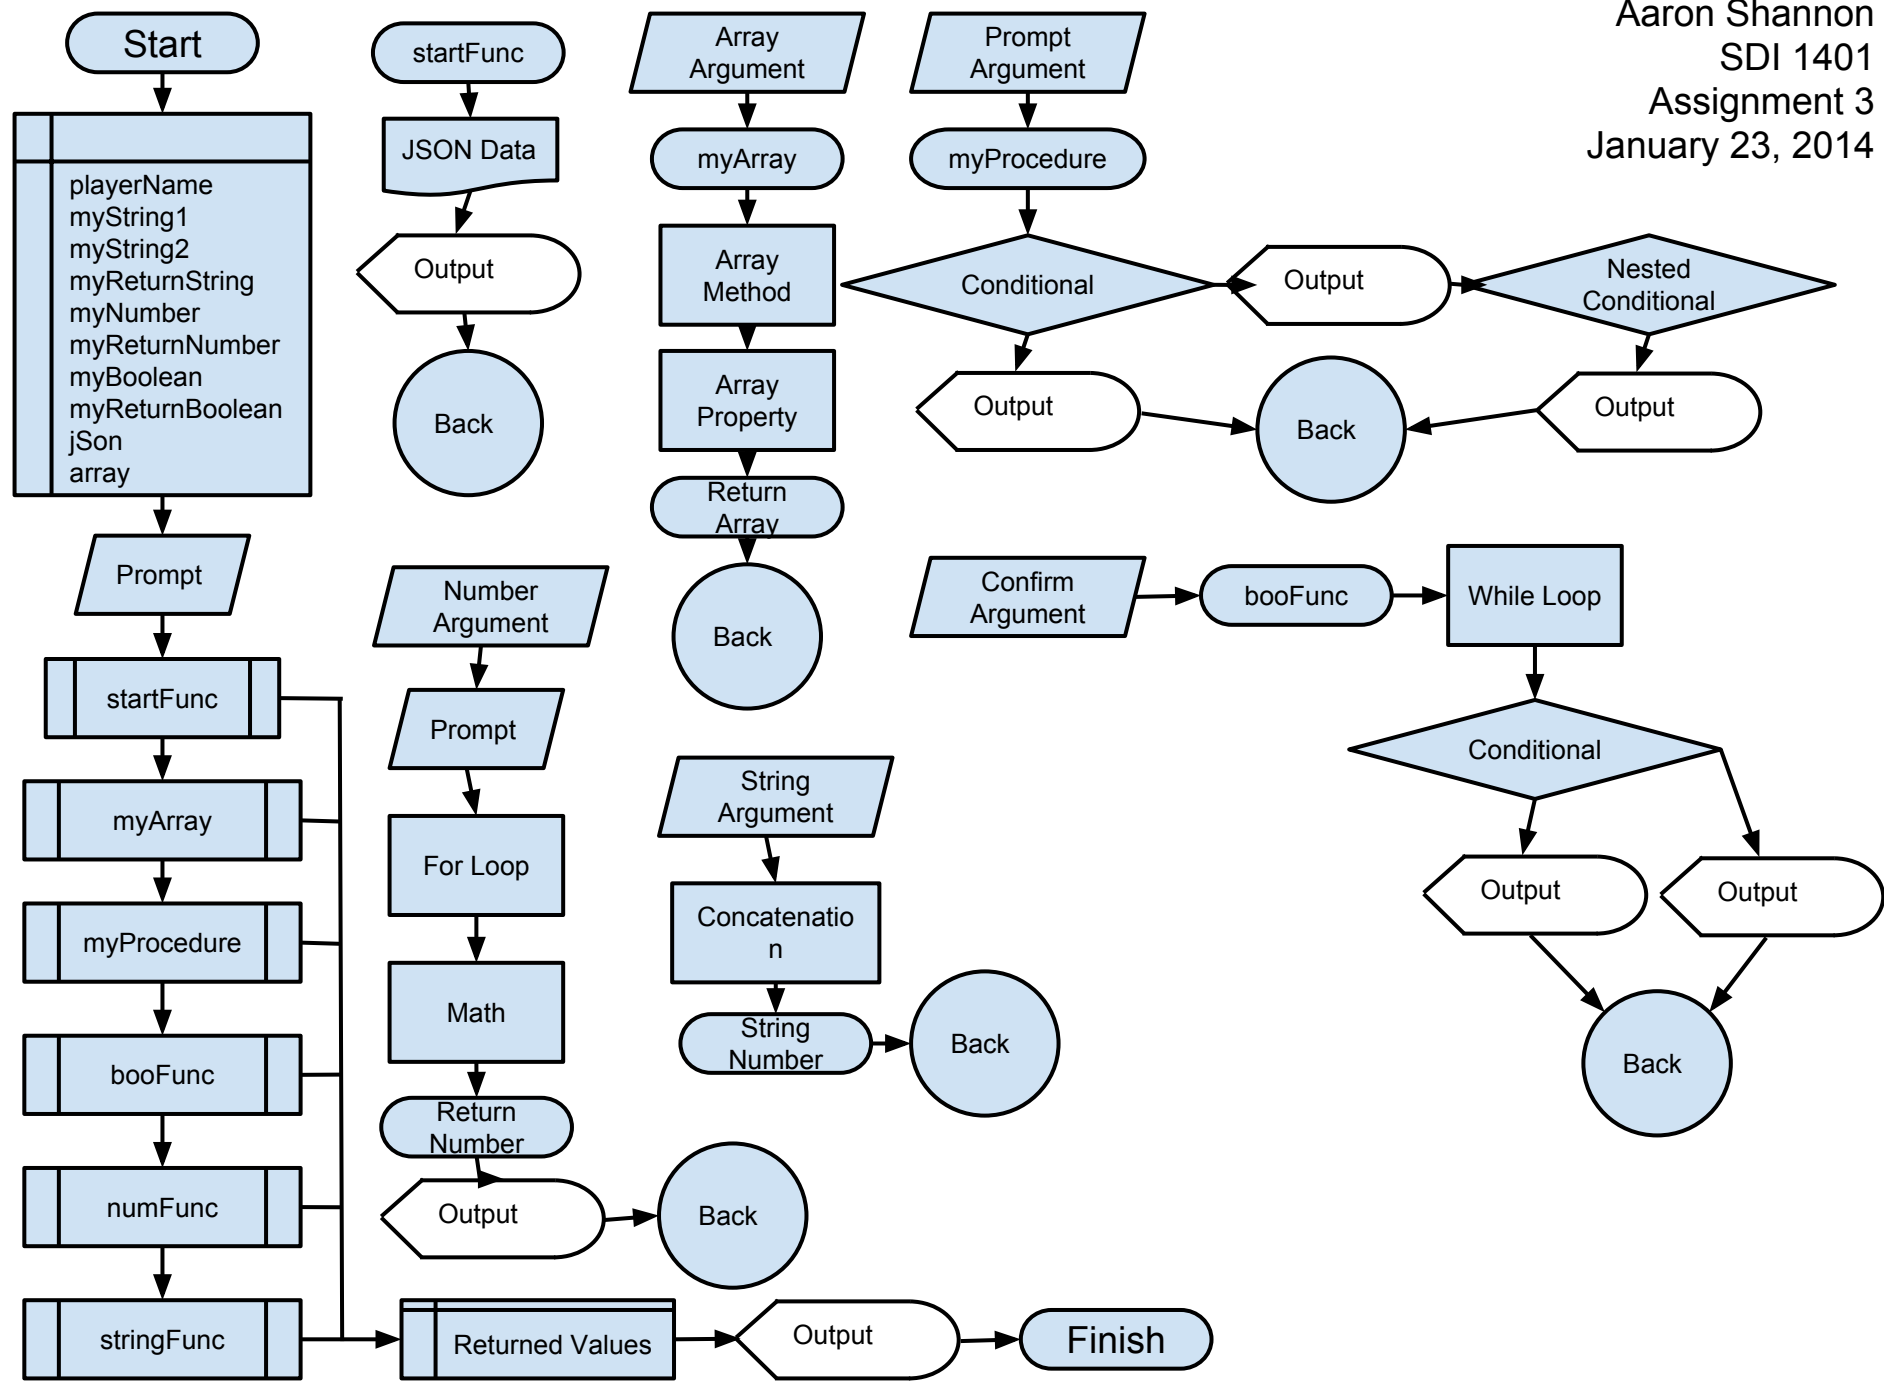 Aaron Shannon
SDI 1401
Assignment 3
January 23, 2014
Start
playerName
myString1
myString2
myReturnString
myNumber
myReturnNumber
myBoolean
myReturnBoolean
jSon
array
Prompt
startFunc
myArray
myProcedure
booFunc
numFunc
stringFunc
Returned Values
Output
Finish
startFunc
JSON Data
Output
Back
Number
Argument
Prompt
For Loop
Math
Return
Number
Output
Back
Array
Argument
myArray
Array
Method
Array
Property
Return
Array
Back
String
Argument
Concatenatio
n
String
Number
Back
Prompt
Argument
myProcedure
Conditional
Output
Nested
Conditional
Output
Back
Output
Confirm
Argument
booFunc
While Loop
Conditional
Output
Output
Back